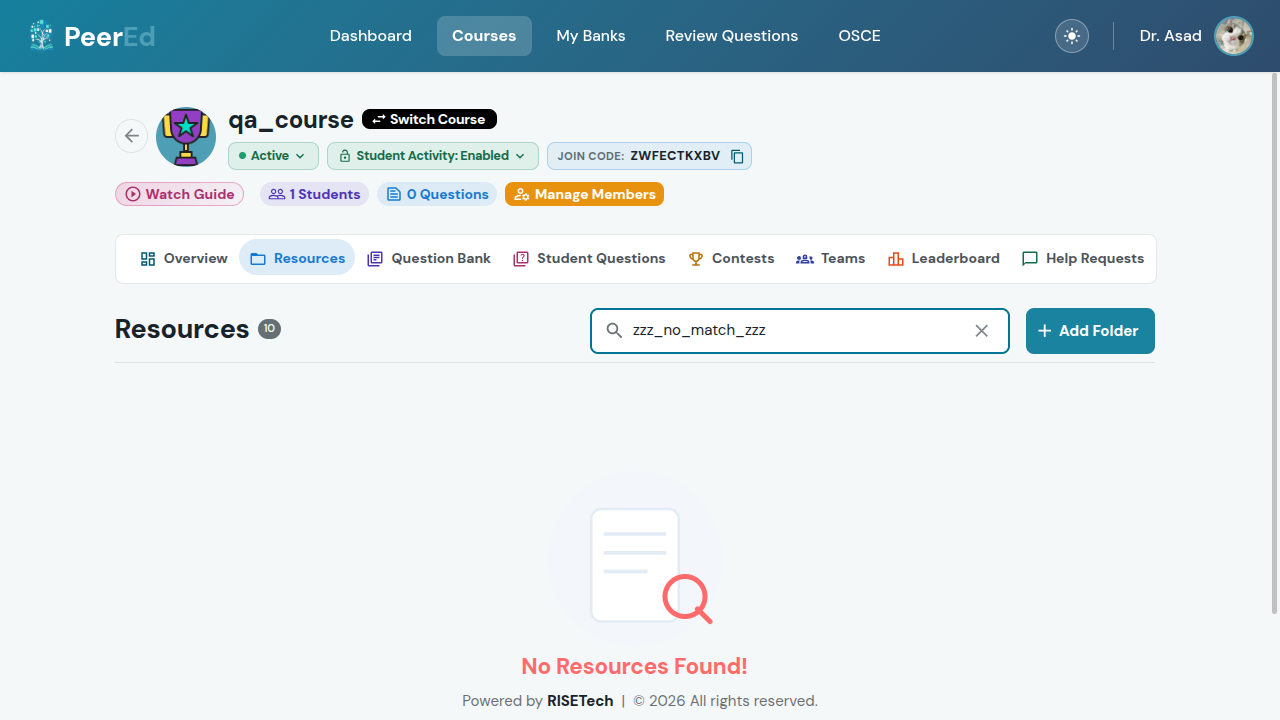 PeerEd
Dashboard
Courses
My Banks
Review Questions
OSCE
Dr. Asad
qa_course
Switch Course
Active
Student Activity: Enabled
JOIN CODE: ZWFECTKXBV
Watch Guide
1 Students
0 Questions
Manage Members
Overview
Resources
Question Bank
Student Questions
Contests
Teams
Leaderboard
Help Requests
Resources 10
zzz_no_match_zzz
Add Folder
No Resources Found!
Powered by RISETech | © 2026 All rights reserved.